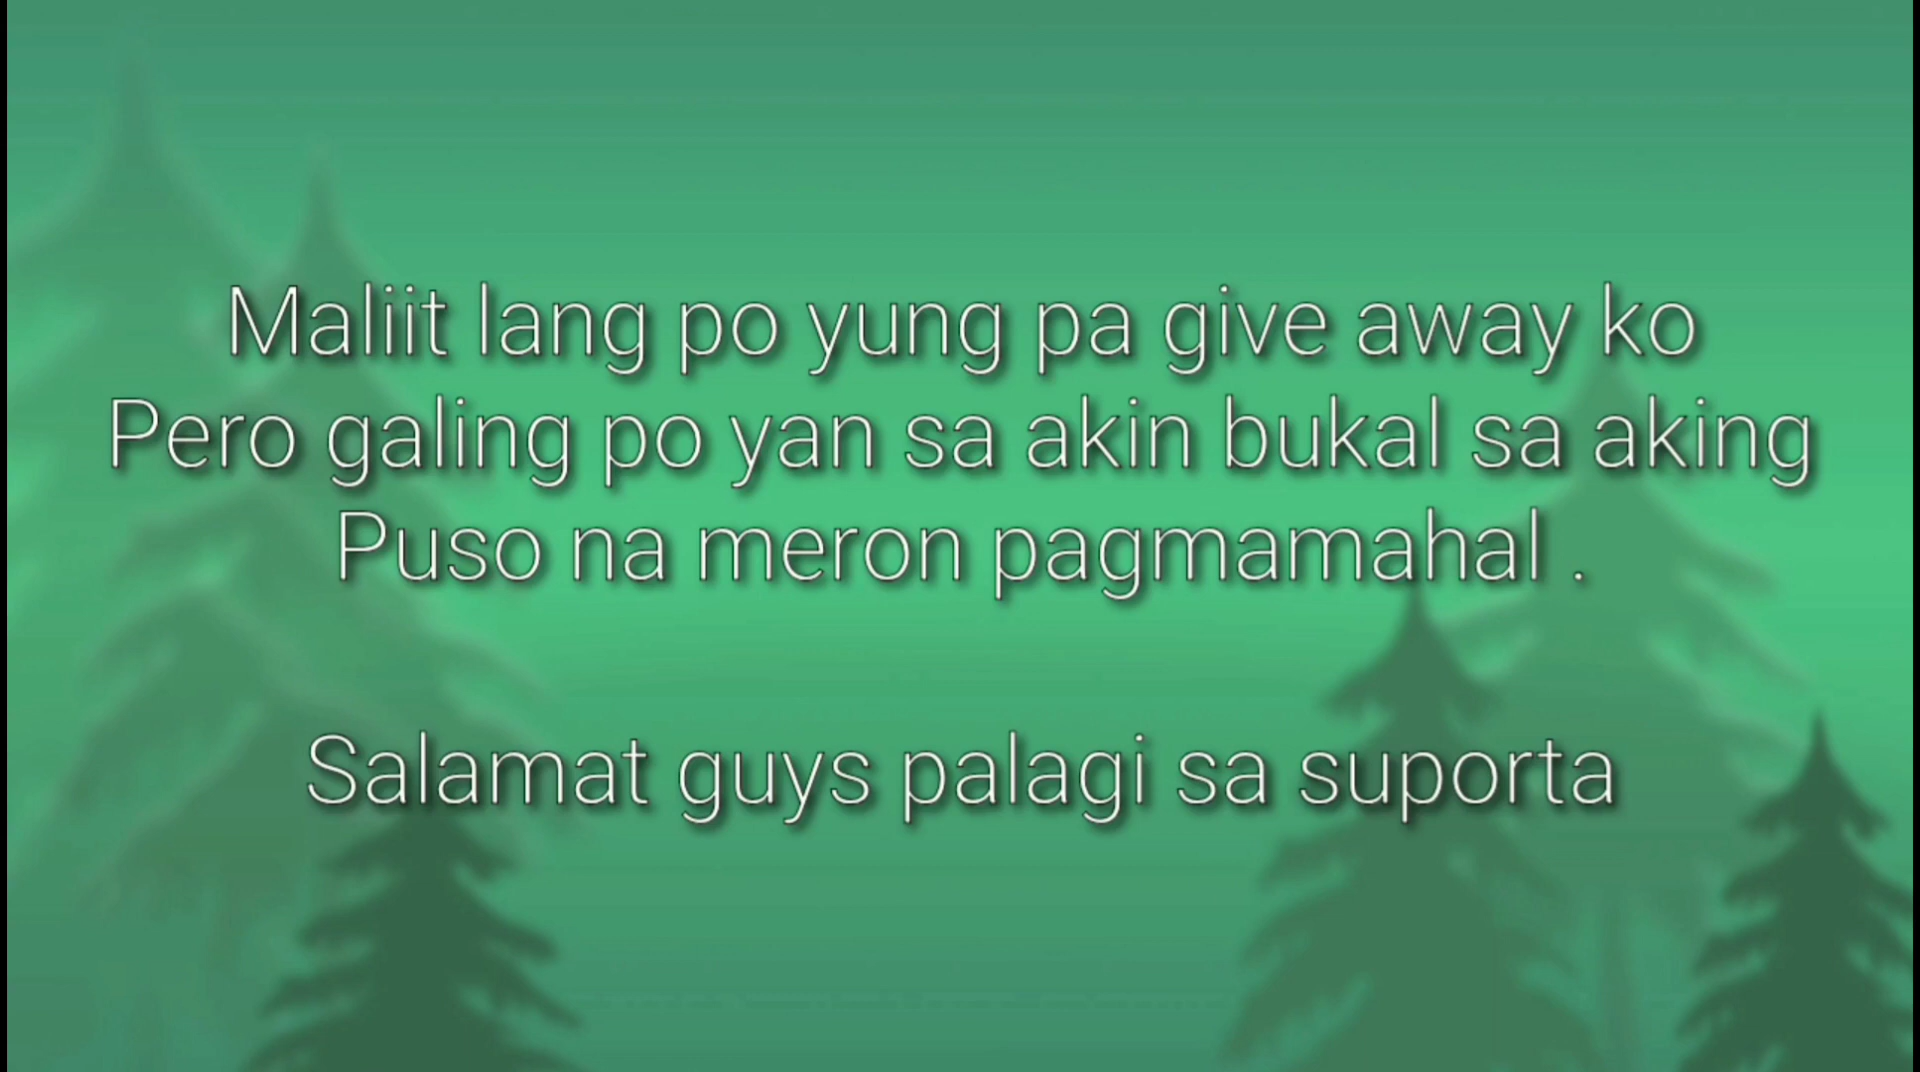 Maliit lang po yung pa give away ko
Pero galing po yan sa akin bukal sa aking
Puso na meron pagmamahal .
Salamat guys palagi sa suporta